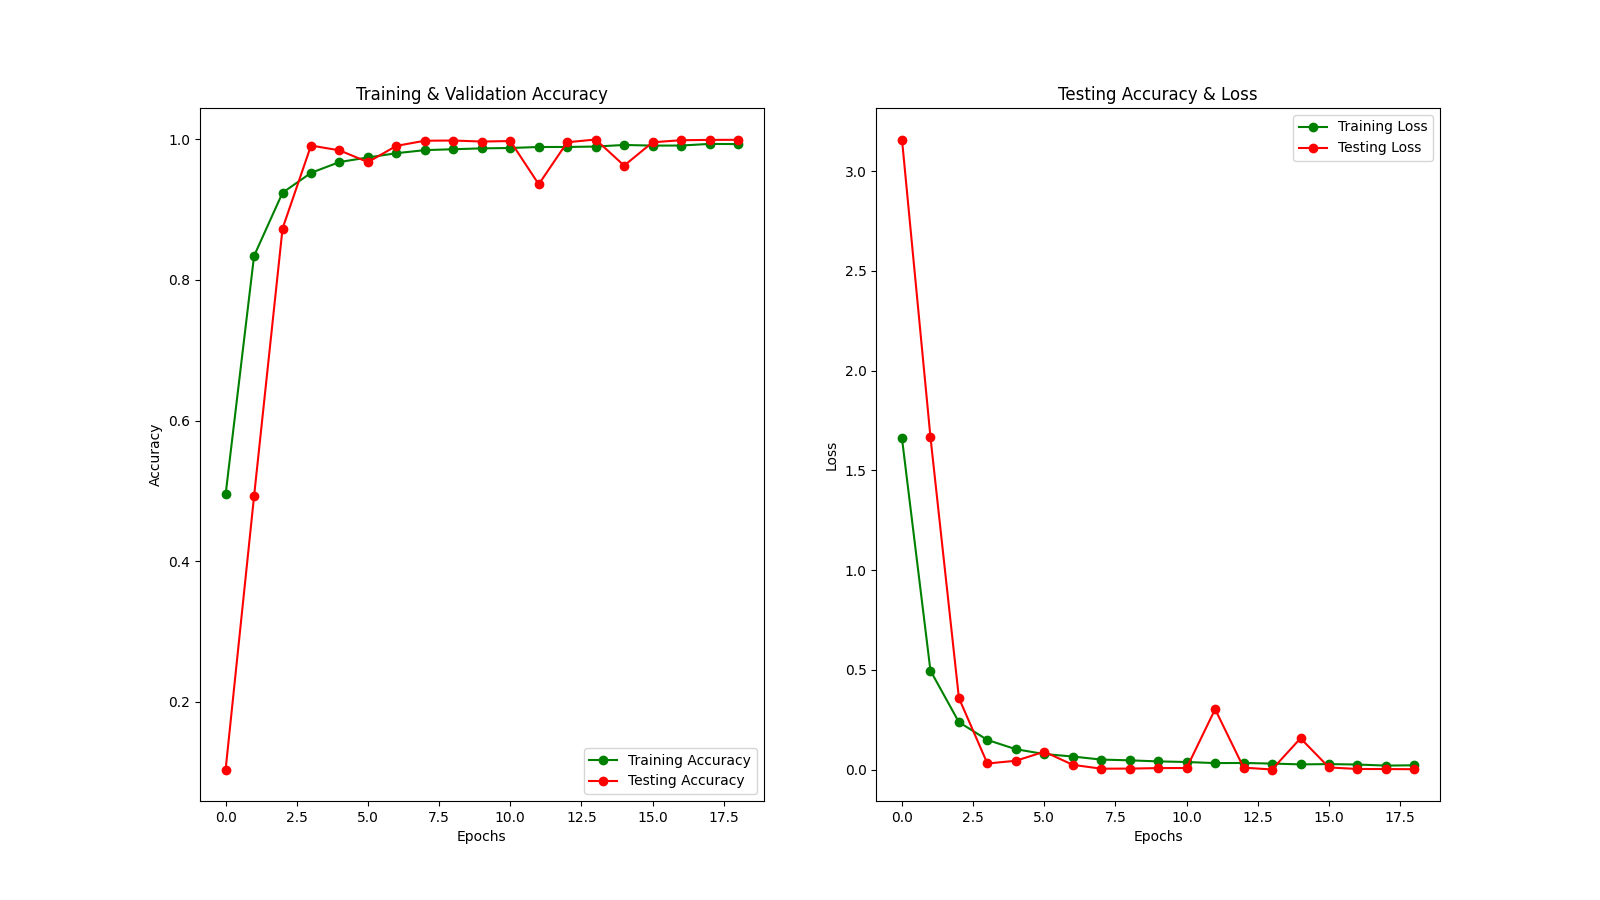 Training & Validation Accuracy
Accuracy
1.0
0.8
0.6
0.4
0.2
Training Accuracy
Testing Accuracy
0.0 2.5 5.0 7.5 10.0 12.5 15.0 17.5
Epochs
Testing Accuracy & Loss
Loss
3.0
2.5
2.0
1.5
1.0
0.5
0.0
Training Loss
Testing Loss
0.0 2.5 5.0 7.5 10.0 12.5 15.0 17.5
Epochs